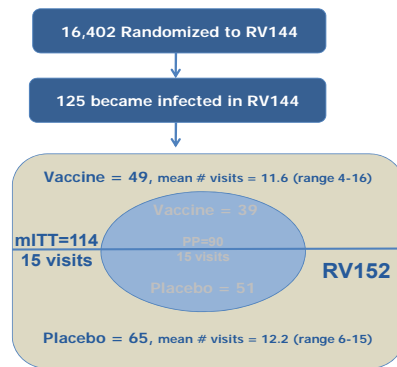 16,402 Randomized to RV144
125 became infected in RV144
Vaccine = 49, mean # visits = 11.6 (range 4-16)
Vaccine = 39
mITT=114
15 visits
PP=90
15 visits
RV152
Placebo = 51
Placebo = 65, mean # visits = 12.2 (range 6-15)